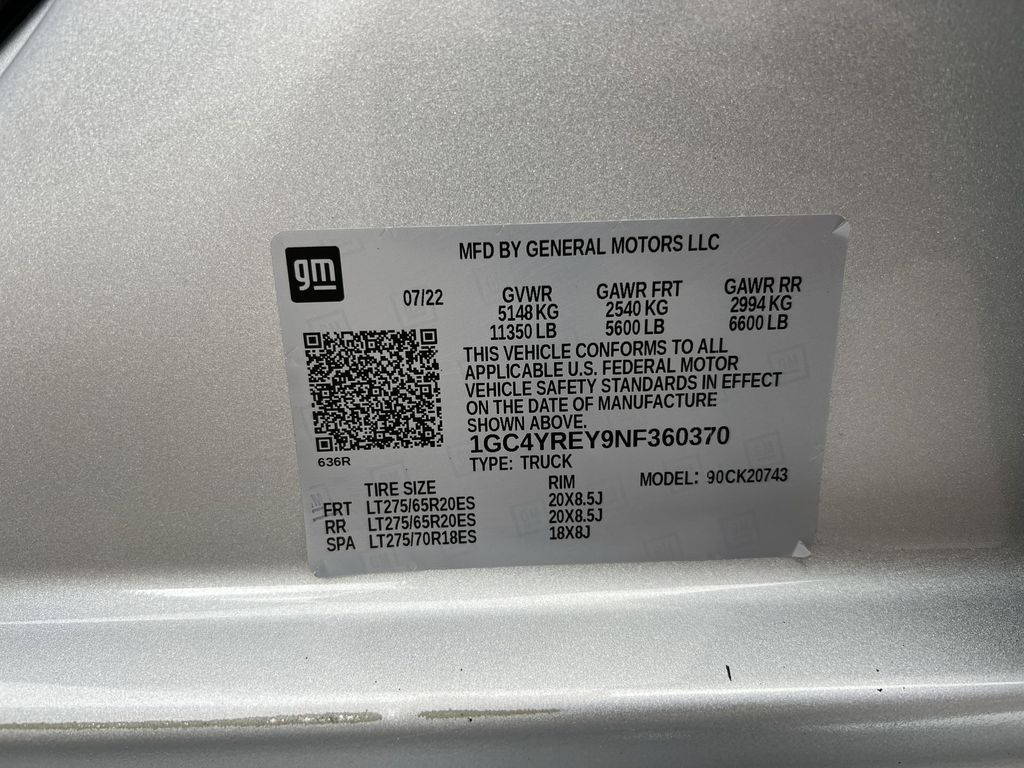 gm
MFD BY GENERAL MOTORS LLC
07/22
GVWR GAWR FRT GAWR RR
5148 KG 2540 KG 2994 KG
11350 LB 5600 LB 6600 LB
THIS VEHICLE CONFORMS TO ALL
APPLICABLE U.S. FEDERAL MOTOR
VEHICLE SAFETY STANDARDS IN EFFECT
ON THE DATE OF MANUFACTURE
SHOWN ABOVE.
636R
1GC4YREY9NF360370
TYPE: TRUCK
MODEL: 90CK20743
TIRE SIZE RIM
FRT LT275/65R20ES 20X8.5J
RR LT275/65R20ES 20X8.5J
SPA LT275/70R18ES 18X8J